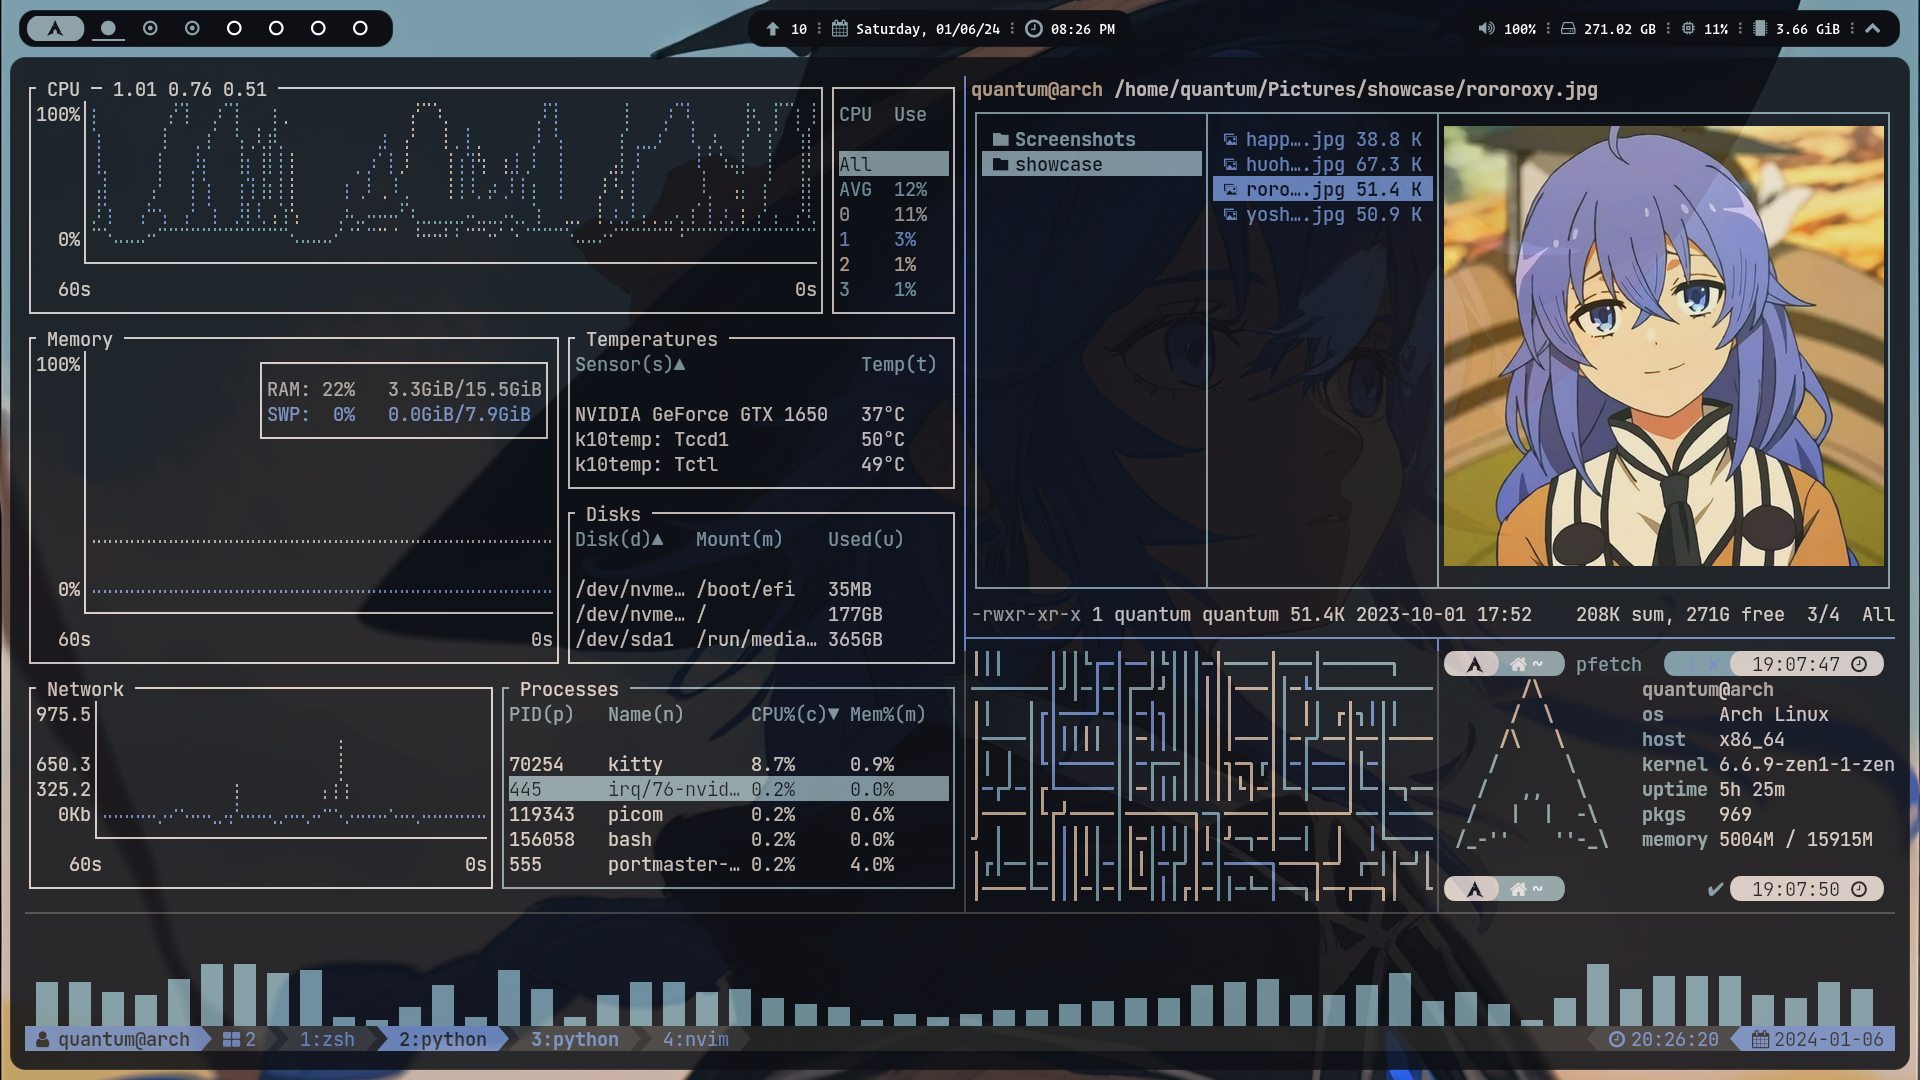 10 Saturday, 01/06/24 08:26 PM
100% 271.02 GB 11% 3.66 GiB
CPU — 1.01 0.76 0.51
100%
0%
60s 0s
CPU Use
All
AVG 12%
0 11%
1 3%
2 1%
3 1%
Memory
100%
RAM: 22% 3.3GiB/15.5GiB
SWP: 0% 0.0GiB/7.9GiB
0%
60s 0s
Temperatures
Sensor(s)▲ Temp(t)
NVIDIA GeForce GTX 1650 37°C
k10temp: Tccd1 50°C
k10temp: Tctl 49°C
Disks
Disk(d)▲ Mount(m) Used(u)
/dev/nvme… /boot/efi 35MB
/dev/nvme… / 177GB
/dev/sda1 /run/media… 365GB
Network
975.5
650.3
325.2
0Kb
60s 0s
Processes
PID(p) Name(n) CPU%(c)▼ Mem%(m)
70254 kitty 8.7% 0.9%
445 irq/76-nvid… 0.2% 0.0%
119343 picom 0.2% 0.6%
156058 bash 0.2% 0.0%
555 portmaster-… 0.2% 4.0%
quantum@arch /home/quantum/Pictures/showcase/rororoxy.jpg
Screenshots
showcase
happ….jpg 38.8 K
huoh….jpg 67.3 K
roro….jpg 51.4 K
yosh….jpg 50.9 K
-rwxr-xr-x 1 quantum quantum 51.4K 2023-10-01 17:52 208K sum, 271G free 3/4 All
~ pfetch 1 ✘ 19:07:47
quantum@arch
os Arch Linux
host x86_64
kernel 6.6.9-zen1-1-zen
uptime 5h 25m
pkgs 969
memory 5004M / 15915M
~ ✔ 19:07:50
quantum@arch 2 1:zsh 2:python 3:python 4:nvim 20:26:20 2024-01-06